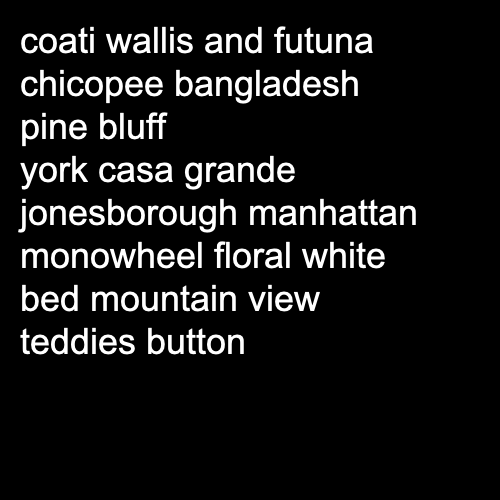 coati wallis and futuna
chicopee bangladesh
pine bluff
york casa grande
jonesborough manhattan
monowheel floral white
bed mountain view
teddies button